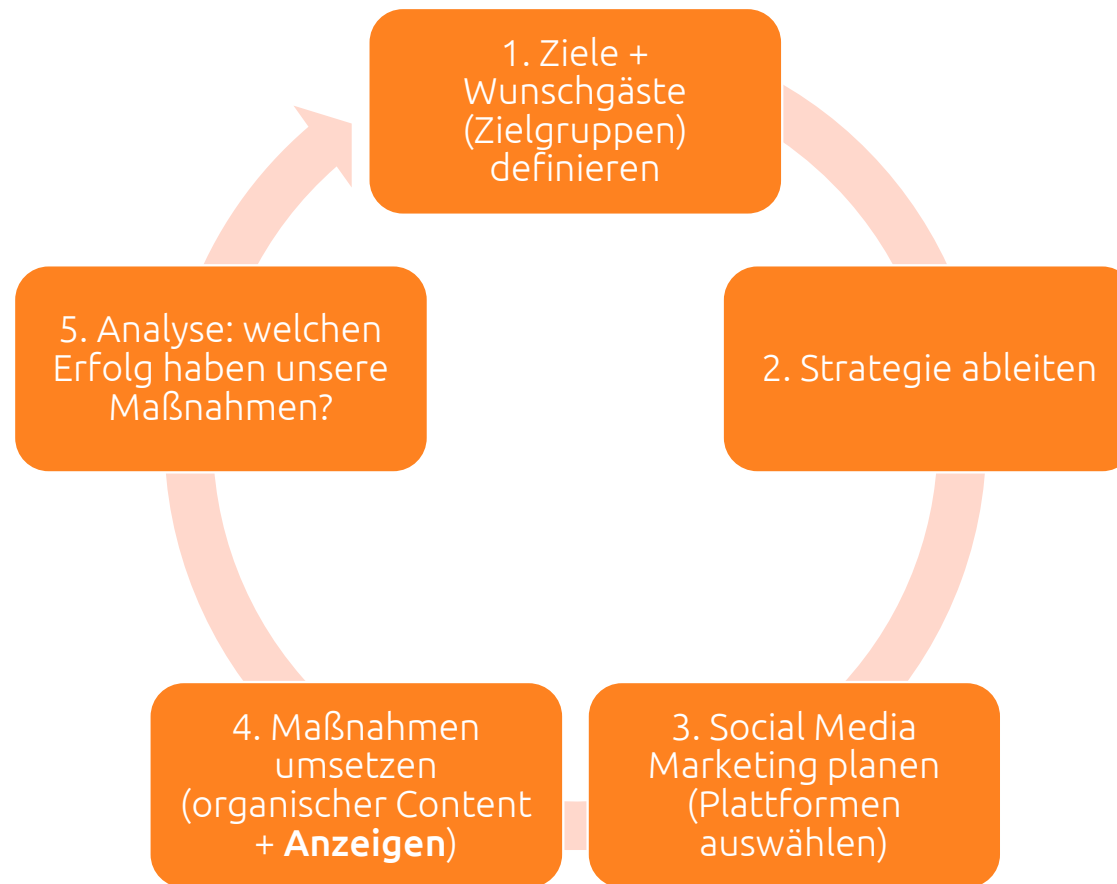 1. Ziele +
Wunschgäste
(Zielgruppen)
definieren
2. Strategie ableiten
3. Social Media
Marketing planen
(Plattformen
auswählen)
4. Maßnahmen
umsetzen
(organischer Content
+ Anzeigen)
5. Analyse: welchen
Erfolg haben unsere
Maßnahmen?